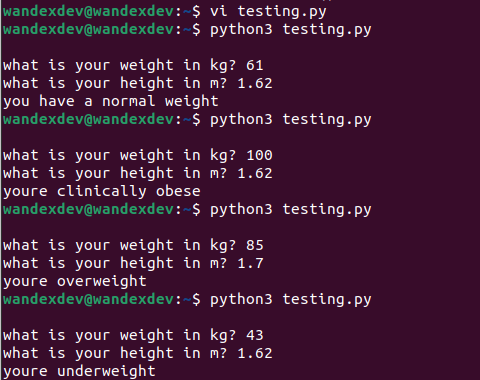 wandexdev@wandexdev:~$ vi testing.py
wandexdev@wandexdev:~$ python3 testing.py
what is your weight in kg? 61
what is your height in m? 1.62
you have a normal weight
wandexdev@wandexdev:~$ python3 testing.py
what is your weight in kg? 100
what is your height in m? 1.62
youre clinically obese
wandexdev@wandexdev:~$ python3 testing.py
what is your weight in kg? 85
what is your height in m? 1.7
youre overweight
wandexdev@wandexdev:~$ python3 testing.py
what is your weight in kg? 43
what is your height in m? 1.62
youre underweight